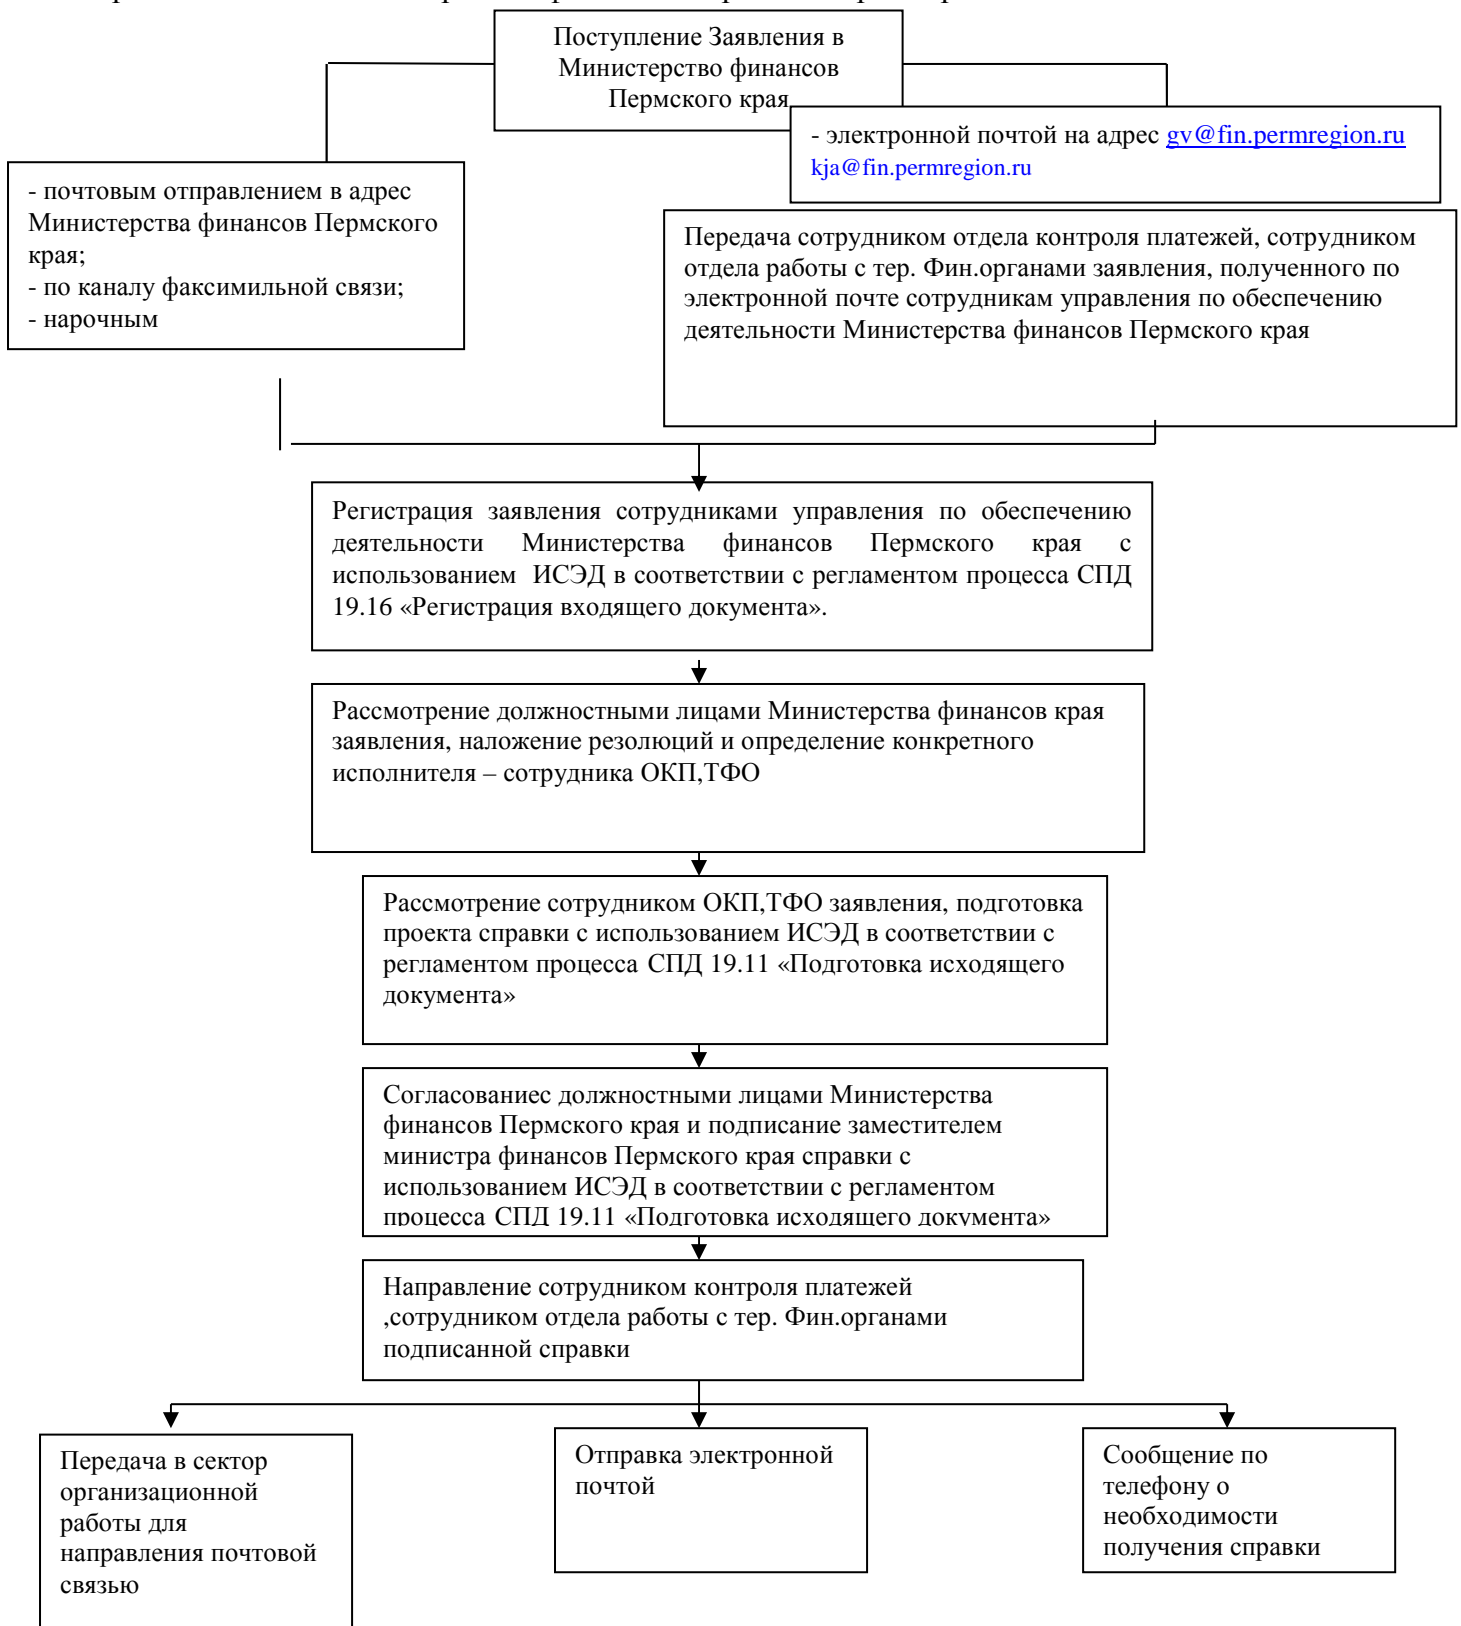 Поступление Заявления в
Министерство финансов
Пермского края
- электронной почтой на адрес gv@fin.permregion.ru
kja@fin.permregion.ru
- почтовым отправлением в адрес
Министерства финансов Пермского
края;
- по каналу факсимильной связи;
- нарочным
Передача сотрудником отдела контроля платежей, сотрудником
отдела работы с тер. Фин.органами заявления, полученного по
электронной почте сотрудникам управления по обеспечению
деятельности Министерства финансов Пермского края
Регистрация заявления сотрудниками управления по обеспечению
деятельности Министерства финансов Пермского края с
использованием ИСЭД в соответствии с регламентом процесса СПД
19.16 «Регистрация входящего документа».
Рассмотрение должностными лицами Министерства финансов края
заявления, наложение резолюций и определение конкретного
исполнителя – сотрудника ОКП,ТФО
Рассмотрение сотрудником ОКП,ТФО заявления, подготовка
проекта справки с использованием ИСЭД в соответствии с
регламентом процесса СПД 19.11 «Подготовка исходящего
документа»
Согласованиес должностными лицами Министерства
финансов Пермского края и подписание заместителем
министра финансов Пермского края справки с
использованием ИСЭД в соответствии с регламентом
процесса СПД 19.11 «Подготовка исходящего документа»
Направление сотрудником контроля платежей
,сотрудником отдела работы с тер. Фин.органами
подписанной справки
Передача в сектор
организационной
работы для
направления почтовой
связью
Отправка электронной
почтой
Сообщение по
телефону о
необходимости
получения справки